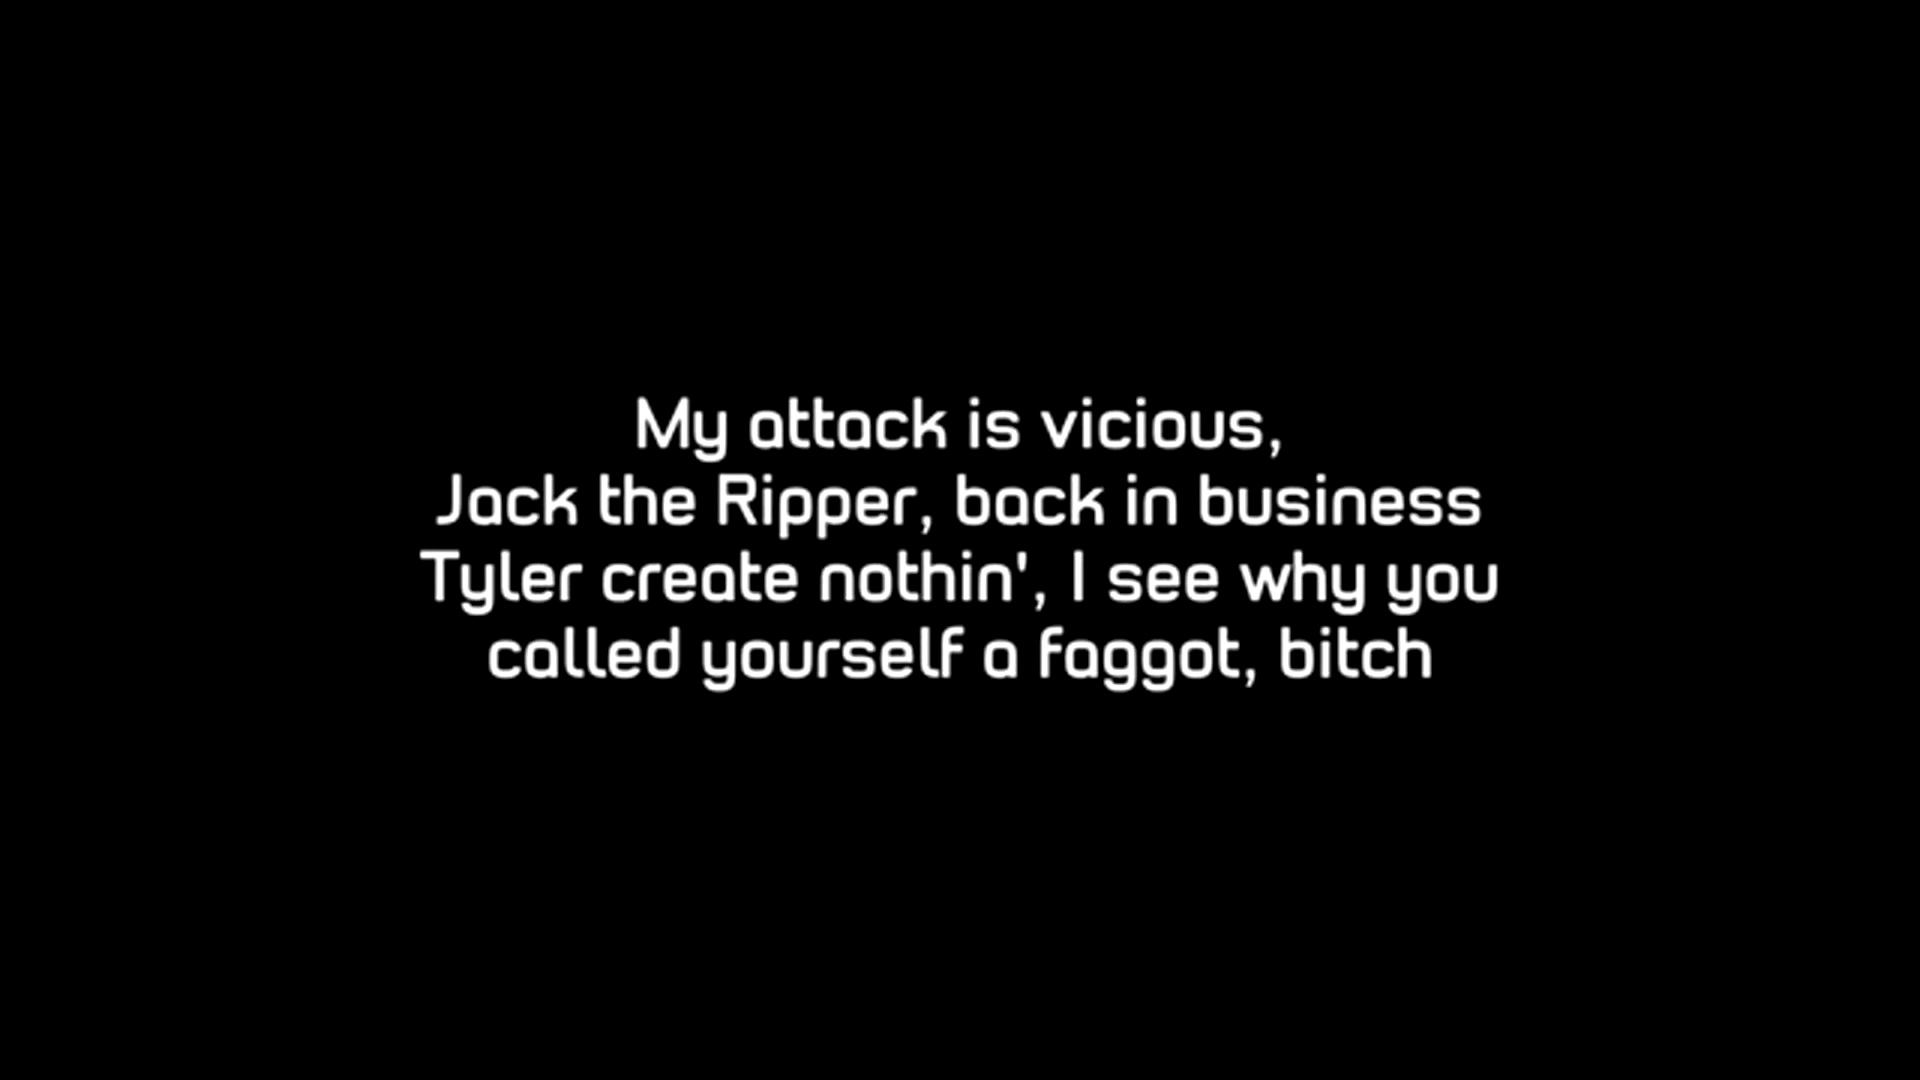 My attack is vicious,
Jack the Ripper, back in business
Tyler create nothin', I see why you
called yourself a faggot, bitch